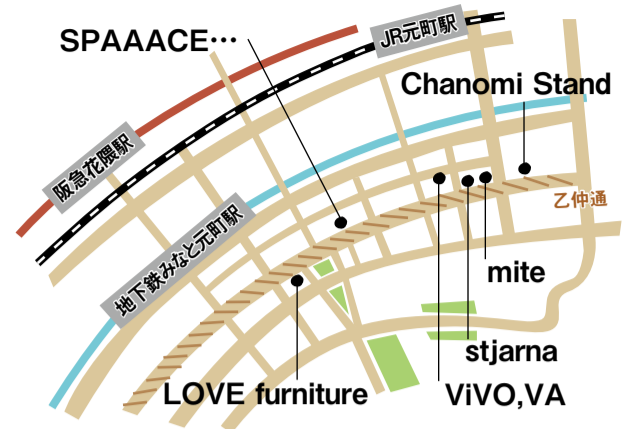 SPAAACE…
JR元町駅
Chanomi Stand
阪急花隈駅
乙仲通
地下鉄みなと元町駅
mite
stjarna
LOVE furniture
ViVO,VA